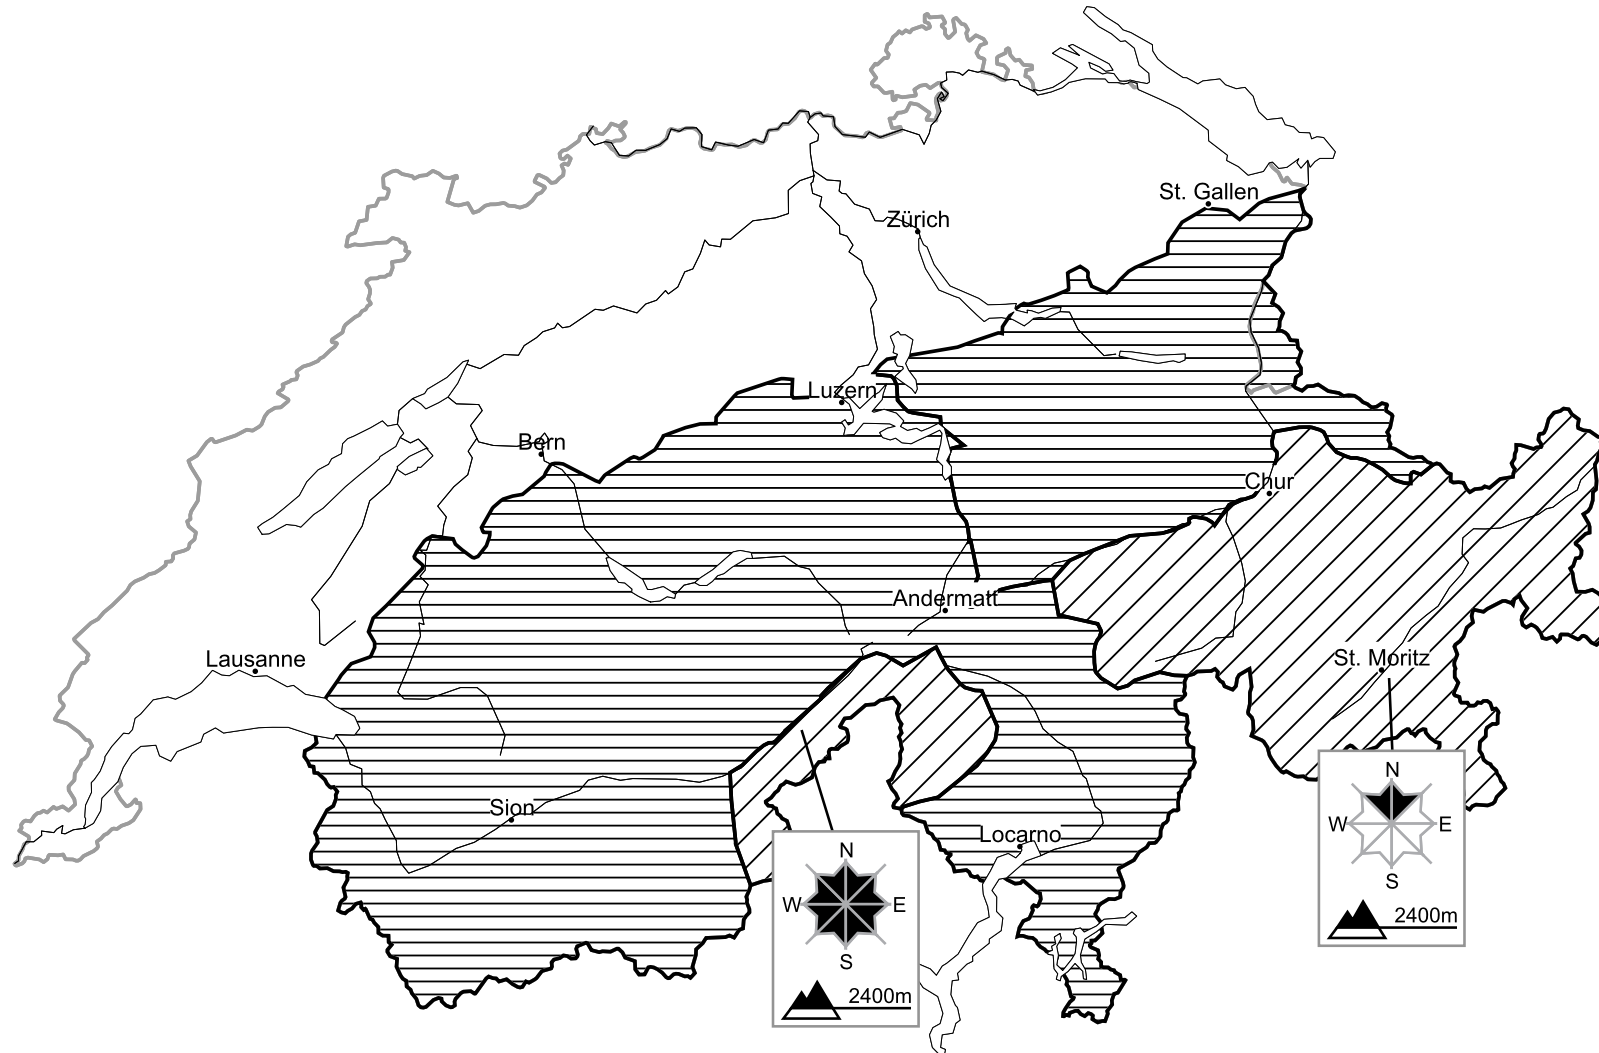 St. Gallen
Zürich
Luzern
Bern
Chur
Andermatt
Lausanne
St. Moritz
Sion
Locarno
N
W E
S
2400m
N
W E
S
2400m